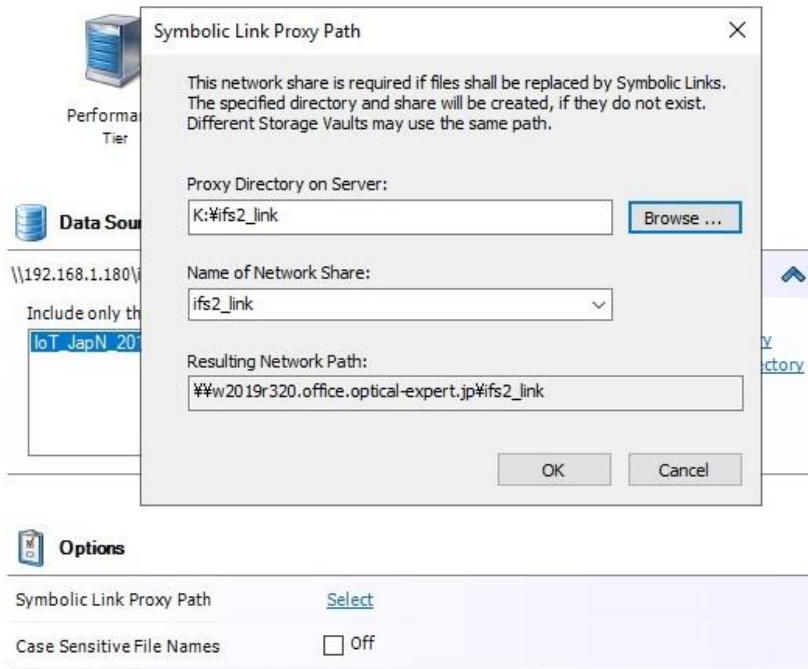 Symbolic Link Proxy Path
This network share is required if files shall be replaced by Symbolic Links.
The specified directory and share will be created, if they do not exist.
Different Storage Vaults may use the same path.
Tier
Proxy Directory on Server:
K:¥ifs2_link
Browse ...
Data
\\192.168.1.180\i
Name of Network Share:
ifs2_link
Include only
IoT_JapN_201
Resulting Network Path:
¥¥w2019r320.office.optical-expert.jp¥ifs2_link
OK
Cancel
Options
Symbolic Link Proxy Path
Select
Case Sensitive File Names
Off